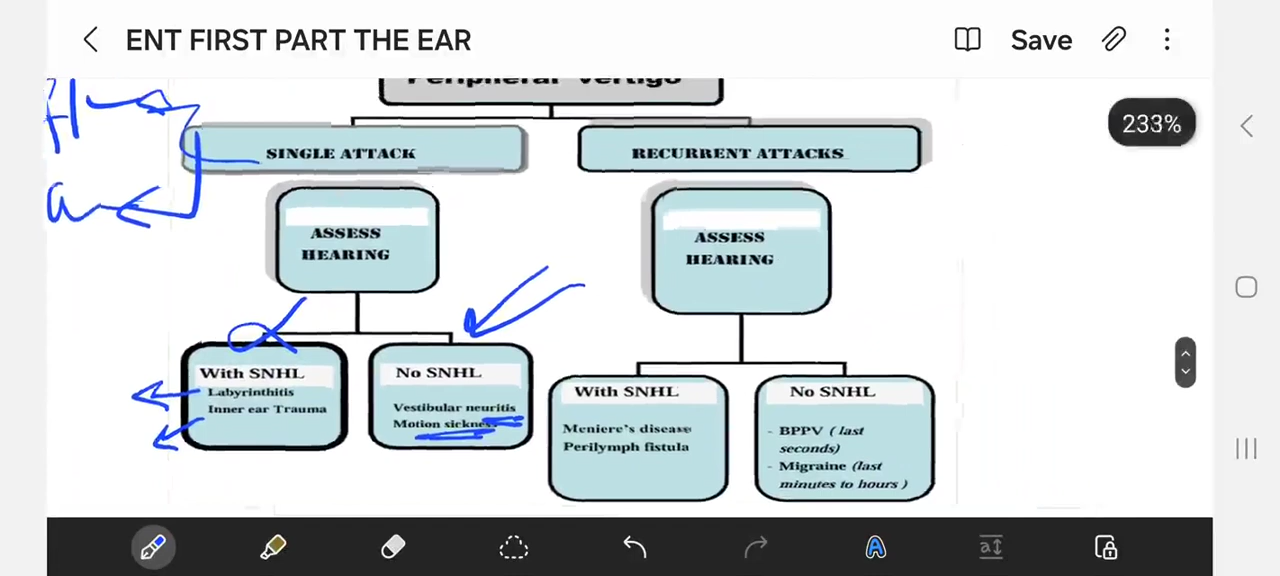 ENT FIRST PART THE EAR
Save
Peripheral Vertigo
233%
SINGLE ATTACK
RECURRENT ATTACKS
ASSESS
HEARING
ASSESS
HEARING
With SNHL
Labyrinthitis
Inner ear Trauma
No SNHL
Vestibular neuritis
Motion sickness
With SNHL
Meniere's disease
Perilymph fistula
No SNHL
- BPPV ( last
seconds)
- Migraine (last
minutes to hours )
A
a